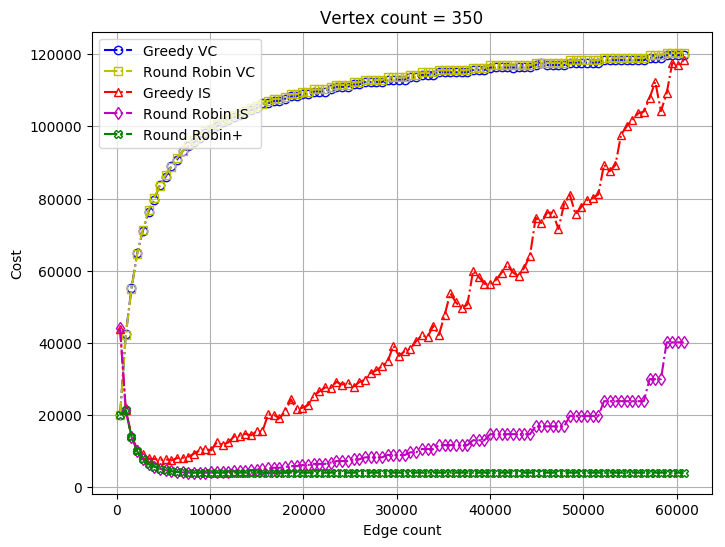 Vertex count = 350
Greedy VC
Round Robin VC
Greedy IS
Round Robin IS
Round Robin+
120000
100000
80000
60000
40000
20000
0
Cost
0 10000 20000 30000 40000 50000 60000
Edge count